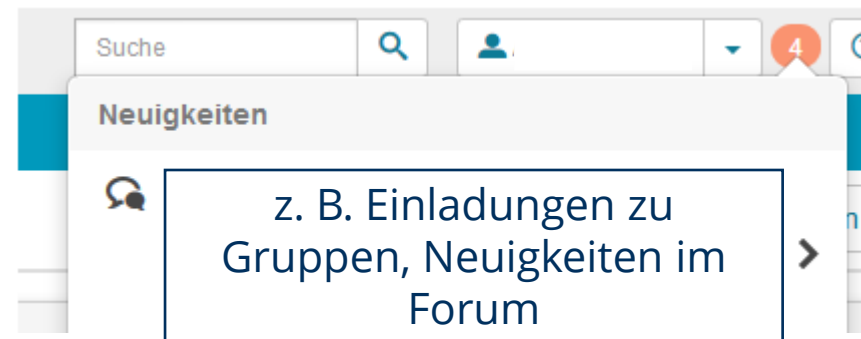 Suche
4
Neuigkeiten
z. B. Einladungen zu
Gruppen, Neuigkeiten im
Forum
n